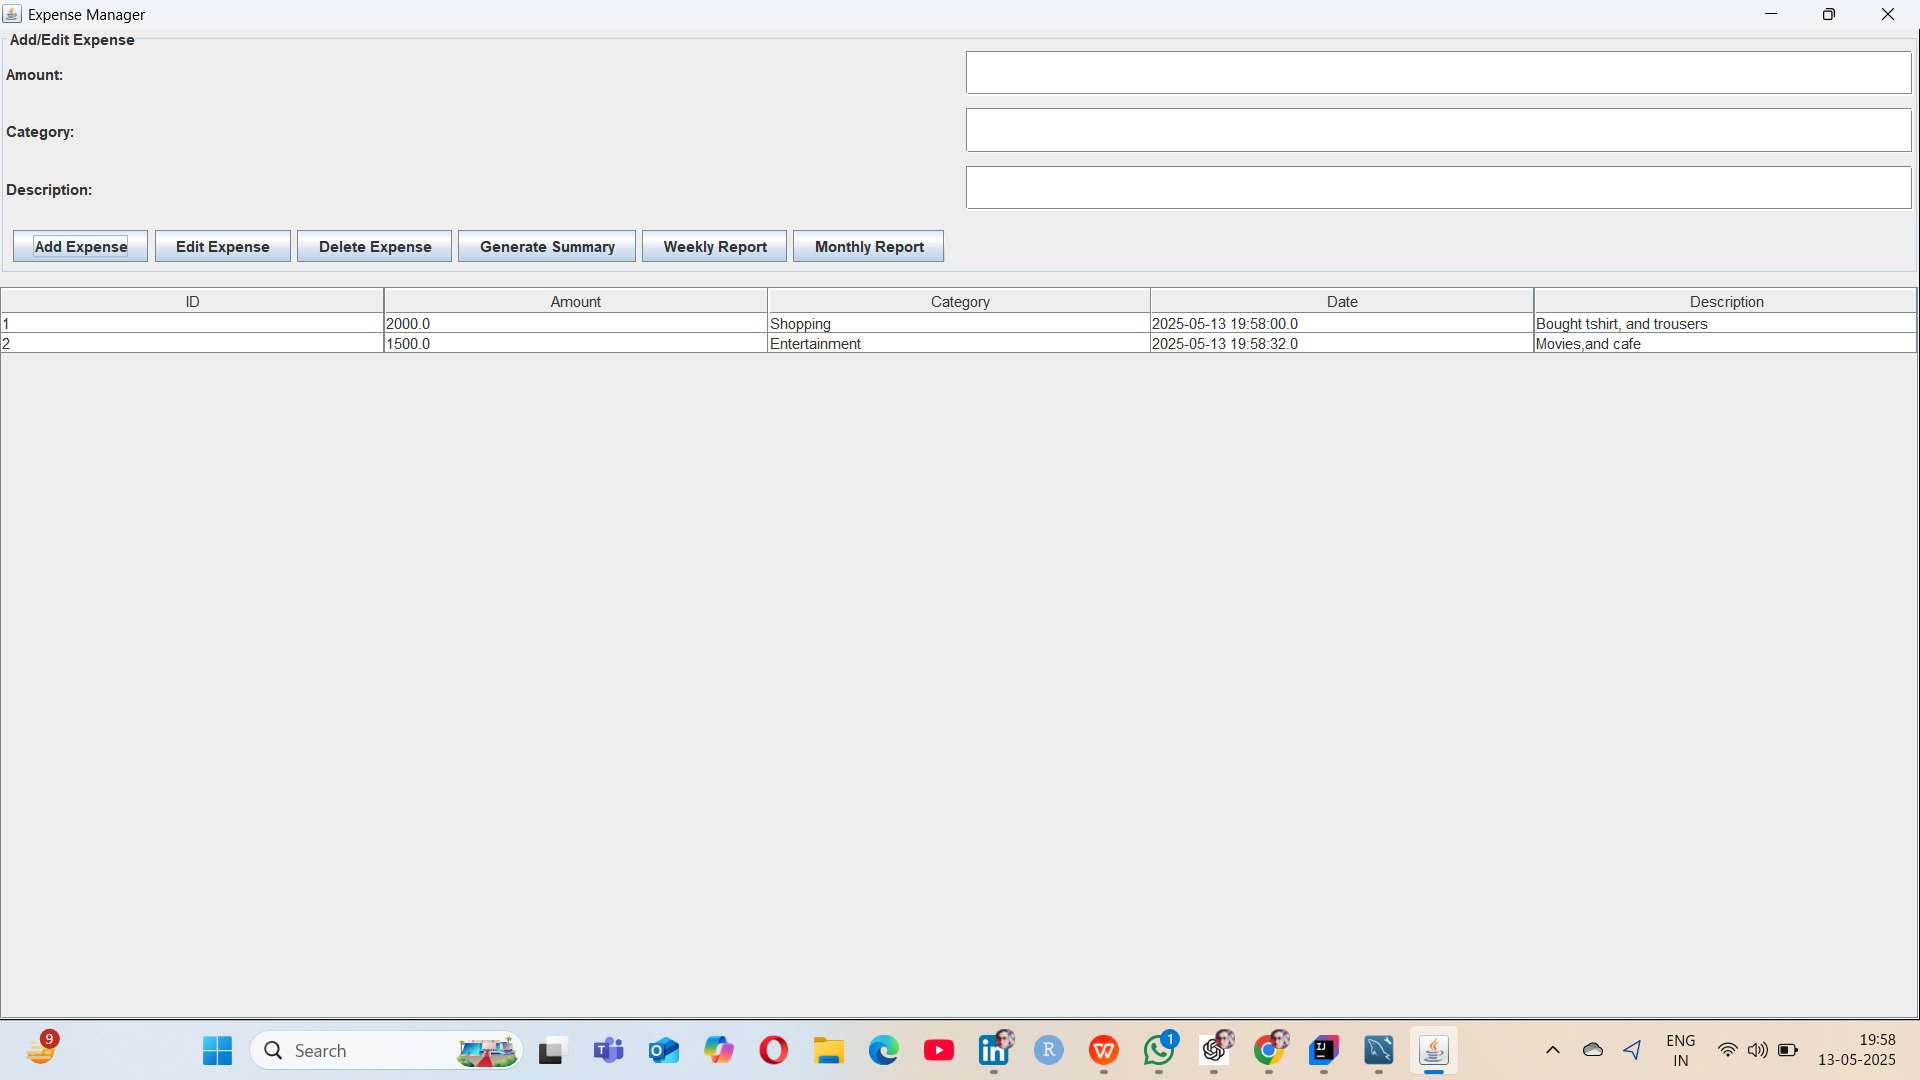 Expense Manager
Add/Edit Expense
Amount:
Category:
Description:
Add Expense Edit Expense Delete Expense Generate Summary Weekly Report Monthly Report
ID Amount Category Date Description
1 2000.0 Shopping 2025-05-13 19:58:00.0 Bought tshirt, and trousers
2 1500.0 Entertainment 2025-05-13 19:58:32.0 Movies,and cafe
9 Search R W 1 IJ ENG 19:58
IN 13-05-2025